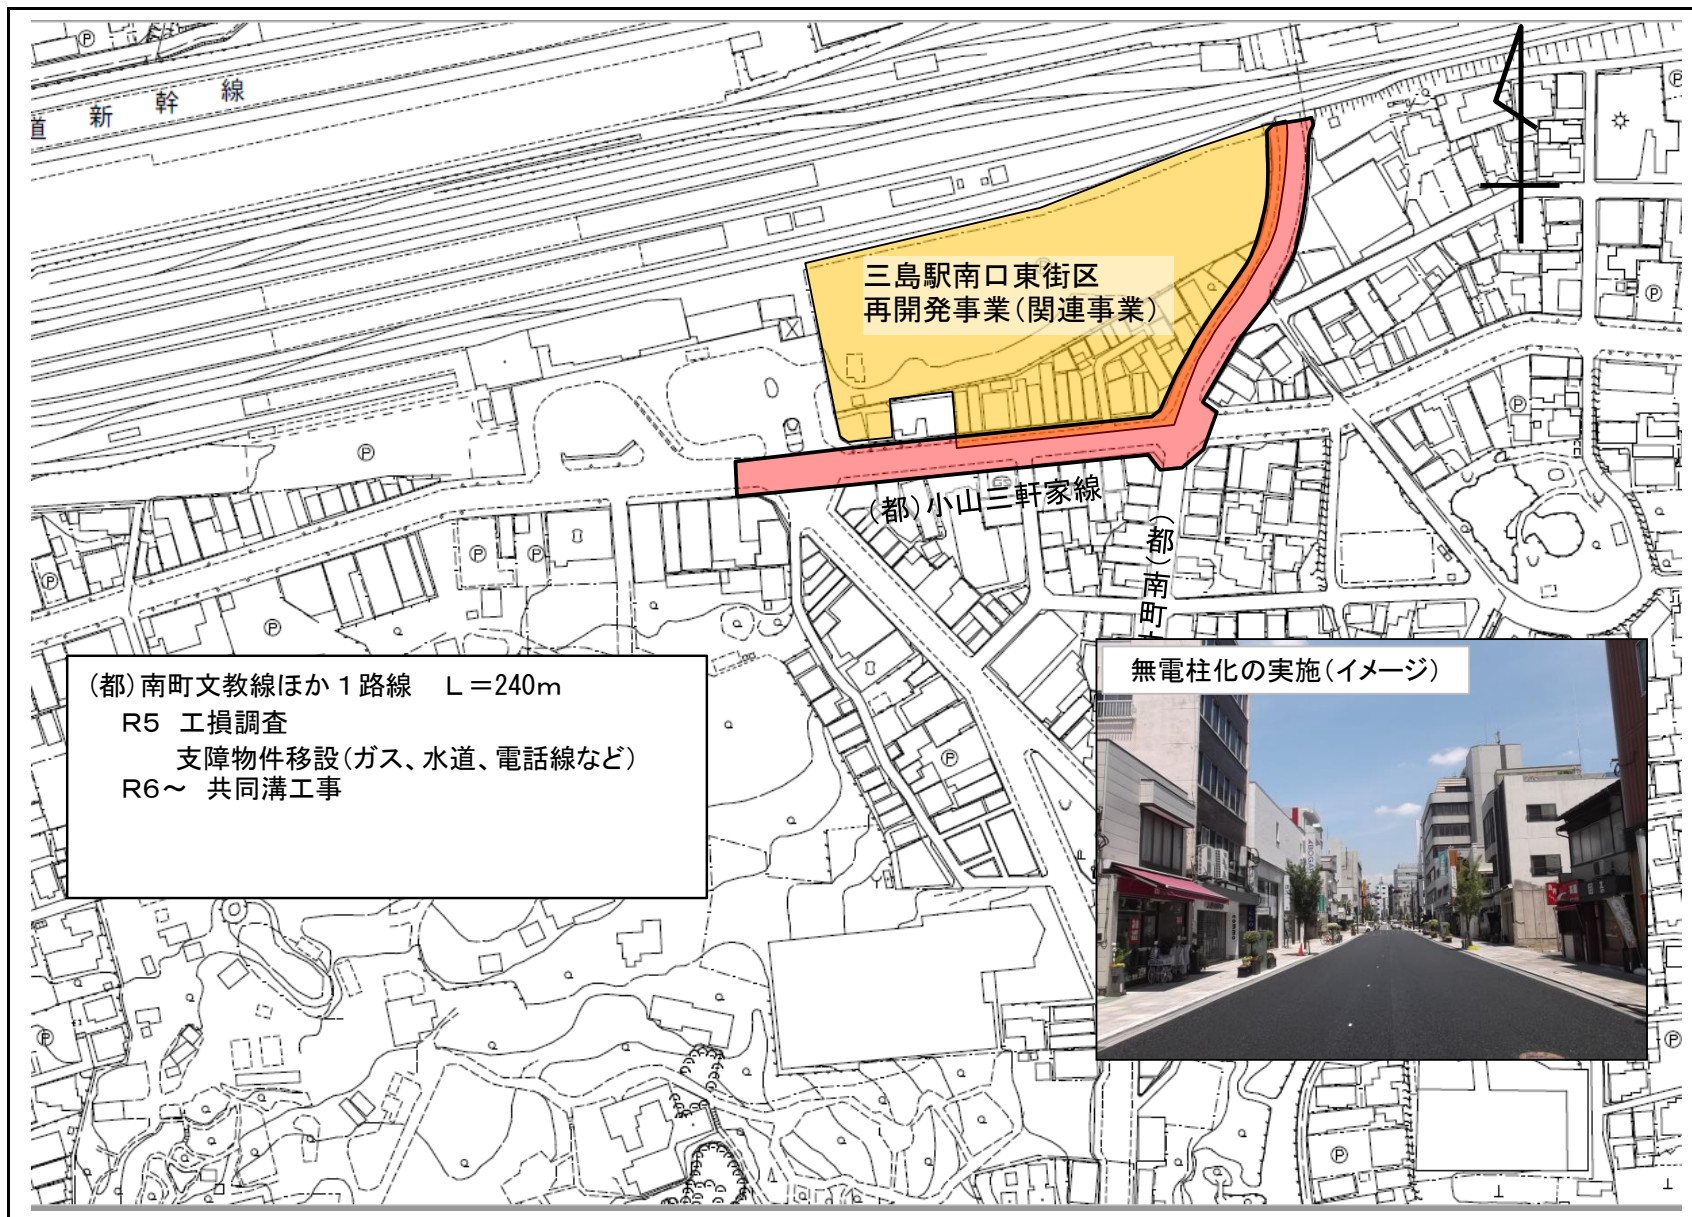 道 新 幹 線
三島駅南口東街区
再開発事業(関連事業)
(都)小山三軒家線
(都)南町
(都)南町文教線ほか1路線 L=240m
R5 工損調査
支障物件移設(ガス、水道、電話線など)
R6~ 共同溝工事
無電柱化の実施(イメージ)